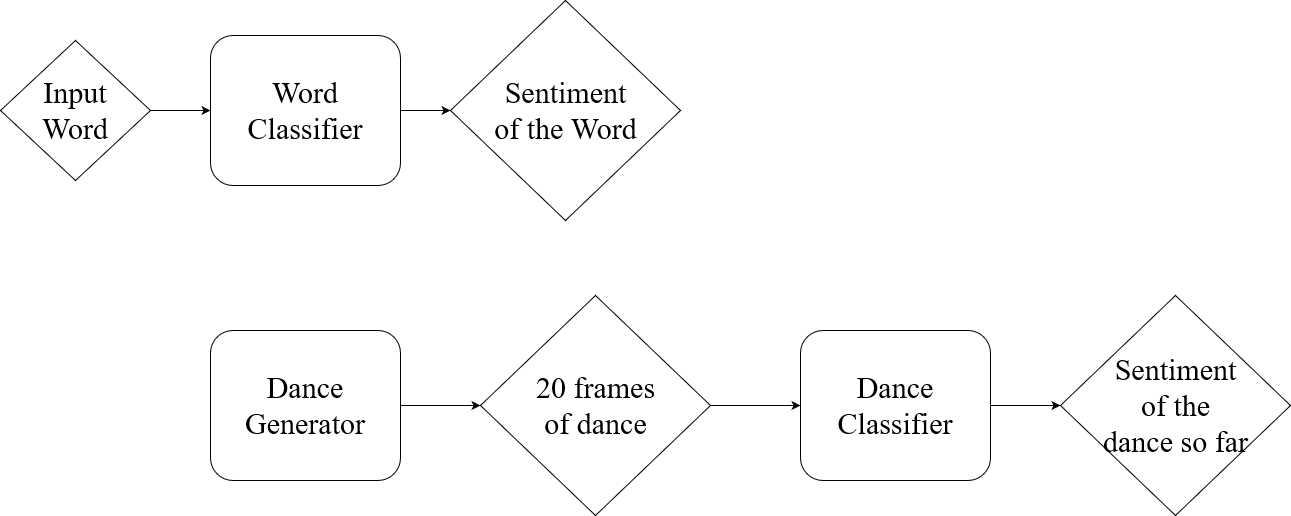 Input
Word
Word
Classifier
Sentiment
of the Word
Dance
Generator
20 frames
of dance
Dance
Classifier
Sentiment
of the
dance so far